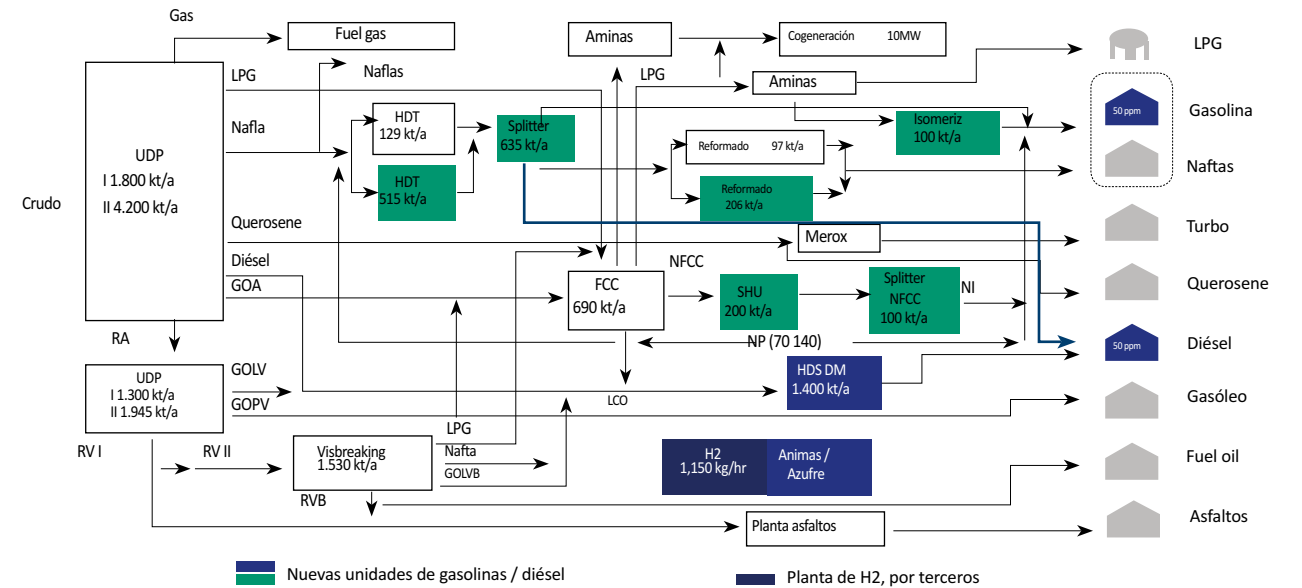 Gas
Fuel gas
Aminas
Cogeneración 10MW
LPG
LPG
Naflas
LPG
Aminas
50 ppm
Gasolina
Nafla
HDT
129 kt/a
Splitter
635 kt/a
Isomeriz
100 kt/a
UDP
I 1.800 kt/a
II 4.200 kt/a
Reformado 97 kt/a
Naftas
HDT
515 kt/a
Reformado
206 kt/a
Crudo
Querosene
Merox
Turbo
Diésel
GOA
FCC
690 kt/a
NFCC
SHU
200 kt/a
Splitter
NFCC
100 kt/a
NI
Querosene
RA
NP (70 140)
50 ppm
Diésel
UDP
I 1.300 kt/a
II 1.945 kt/a
GOLV
GOPV
LCO
HDS DM
1.400 kt/a
Gasóleo
RV I
RV II
Visbreaking
1.530 kt/a
LPG
Nafta
GOLVB
H2
1,150 kg/hr
Animas /
Azufre
Fuel oil
RVB
Planta asfaltos
Asfaltos
Nuevas unidades de gasolinas / diésel
Planta de H2, por terceros